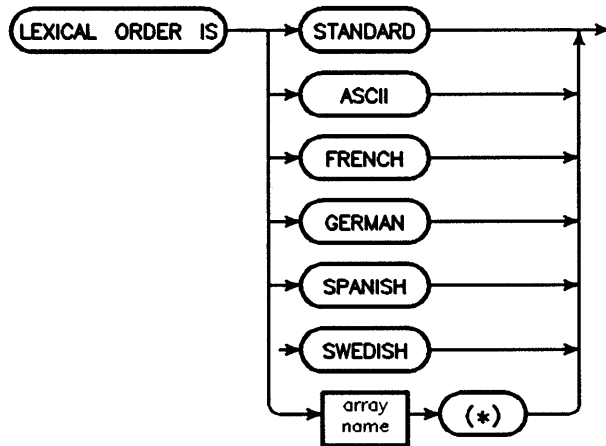 LEXICAL ORDER IS
STANDARD
ASCII
FRENCH
GERMAN
SPANISH
SWEDISH
array
name
(*)